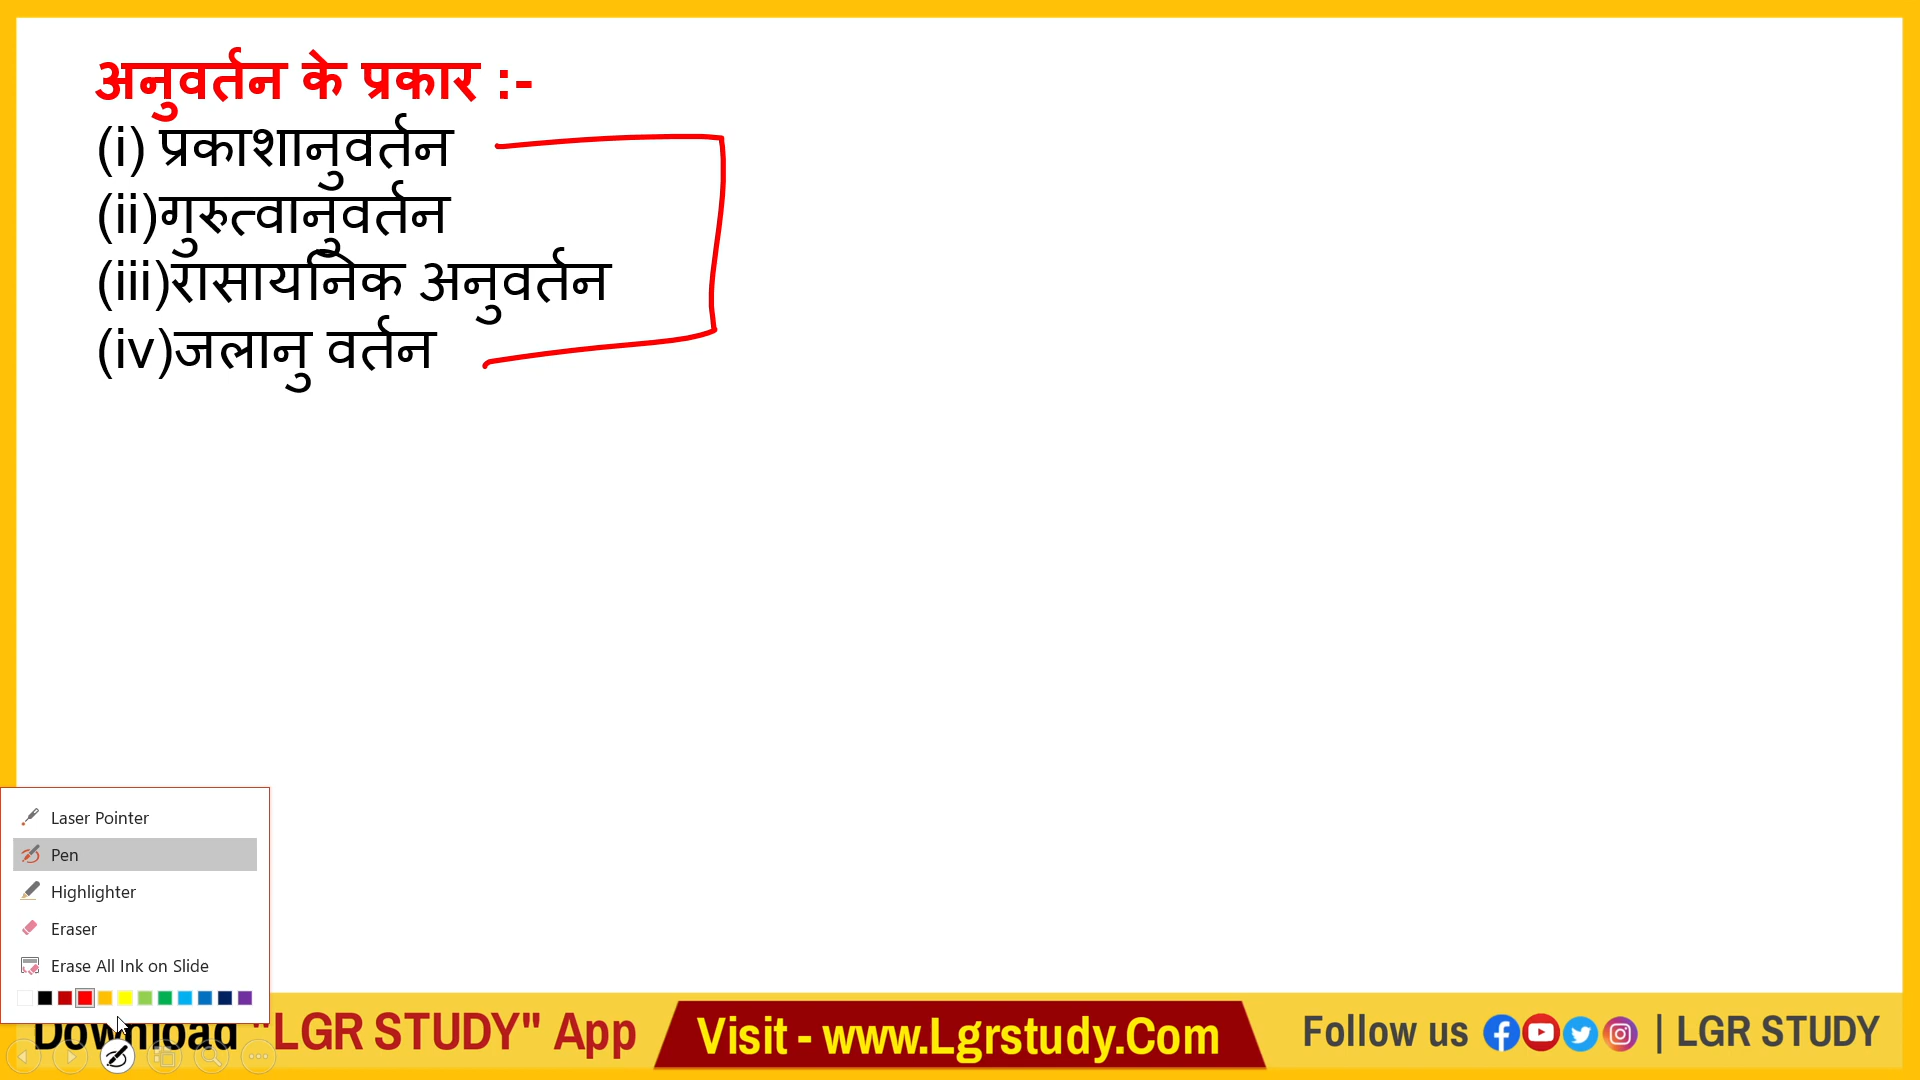 अनुवर्तन के प्रकार :-
(i) प्रकाशानुवर्तन
(ii)गुरुत्वानुवर्तन
(iii)रासायनिक अनुवर्तन
(iv)जलानु वर्तन
Laser Pointer
Pen
Highlighter
Eraser
Erase All Ink on Slide
Download "LGR STUDY" App
Visit - www.Lgrstudy.Com
Follow us | LGR STUDY